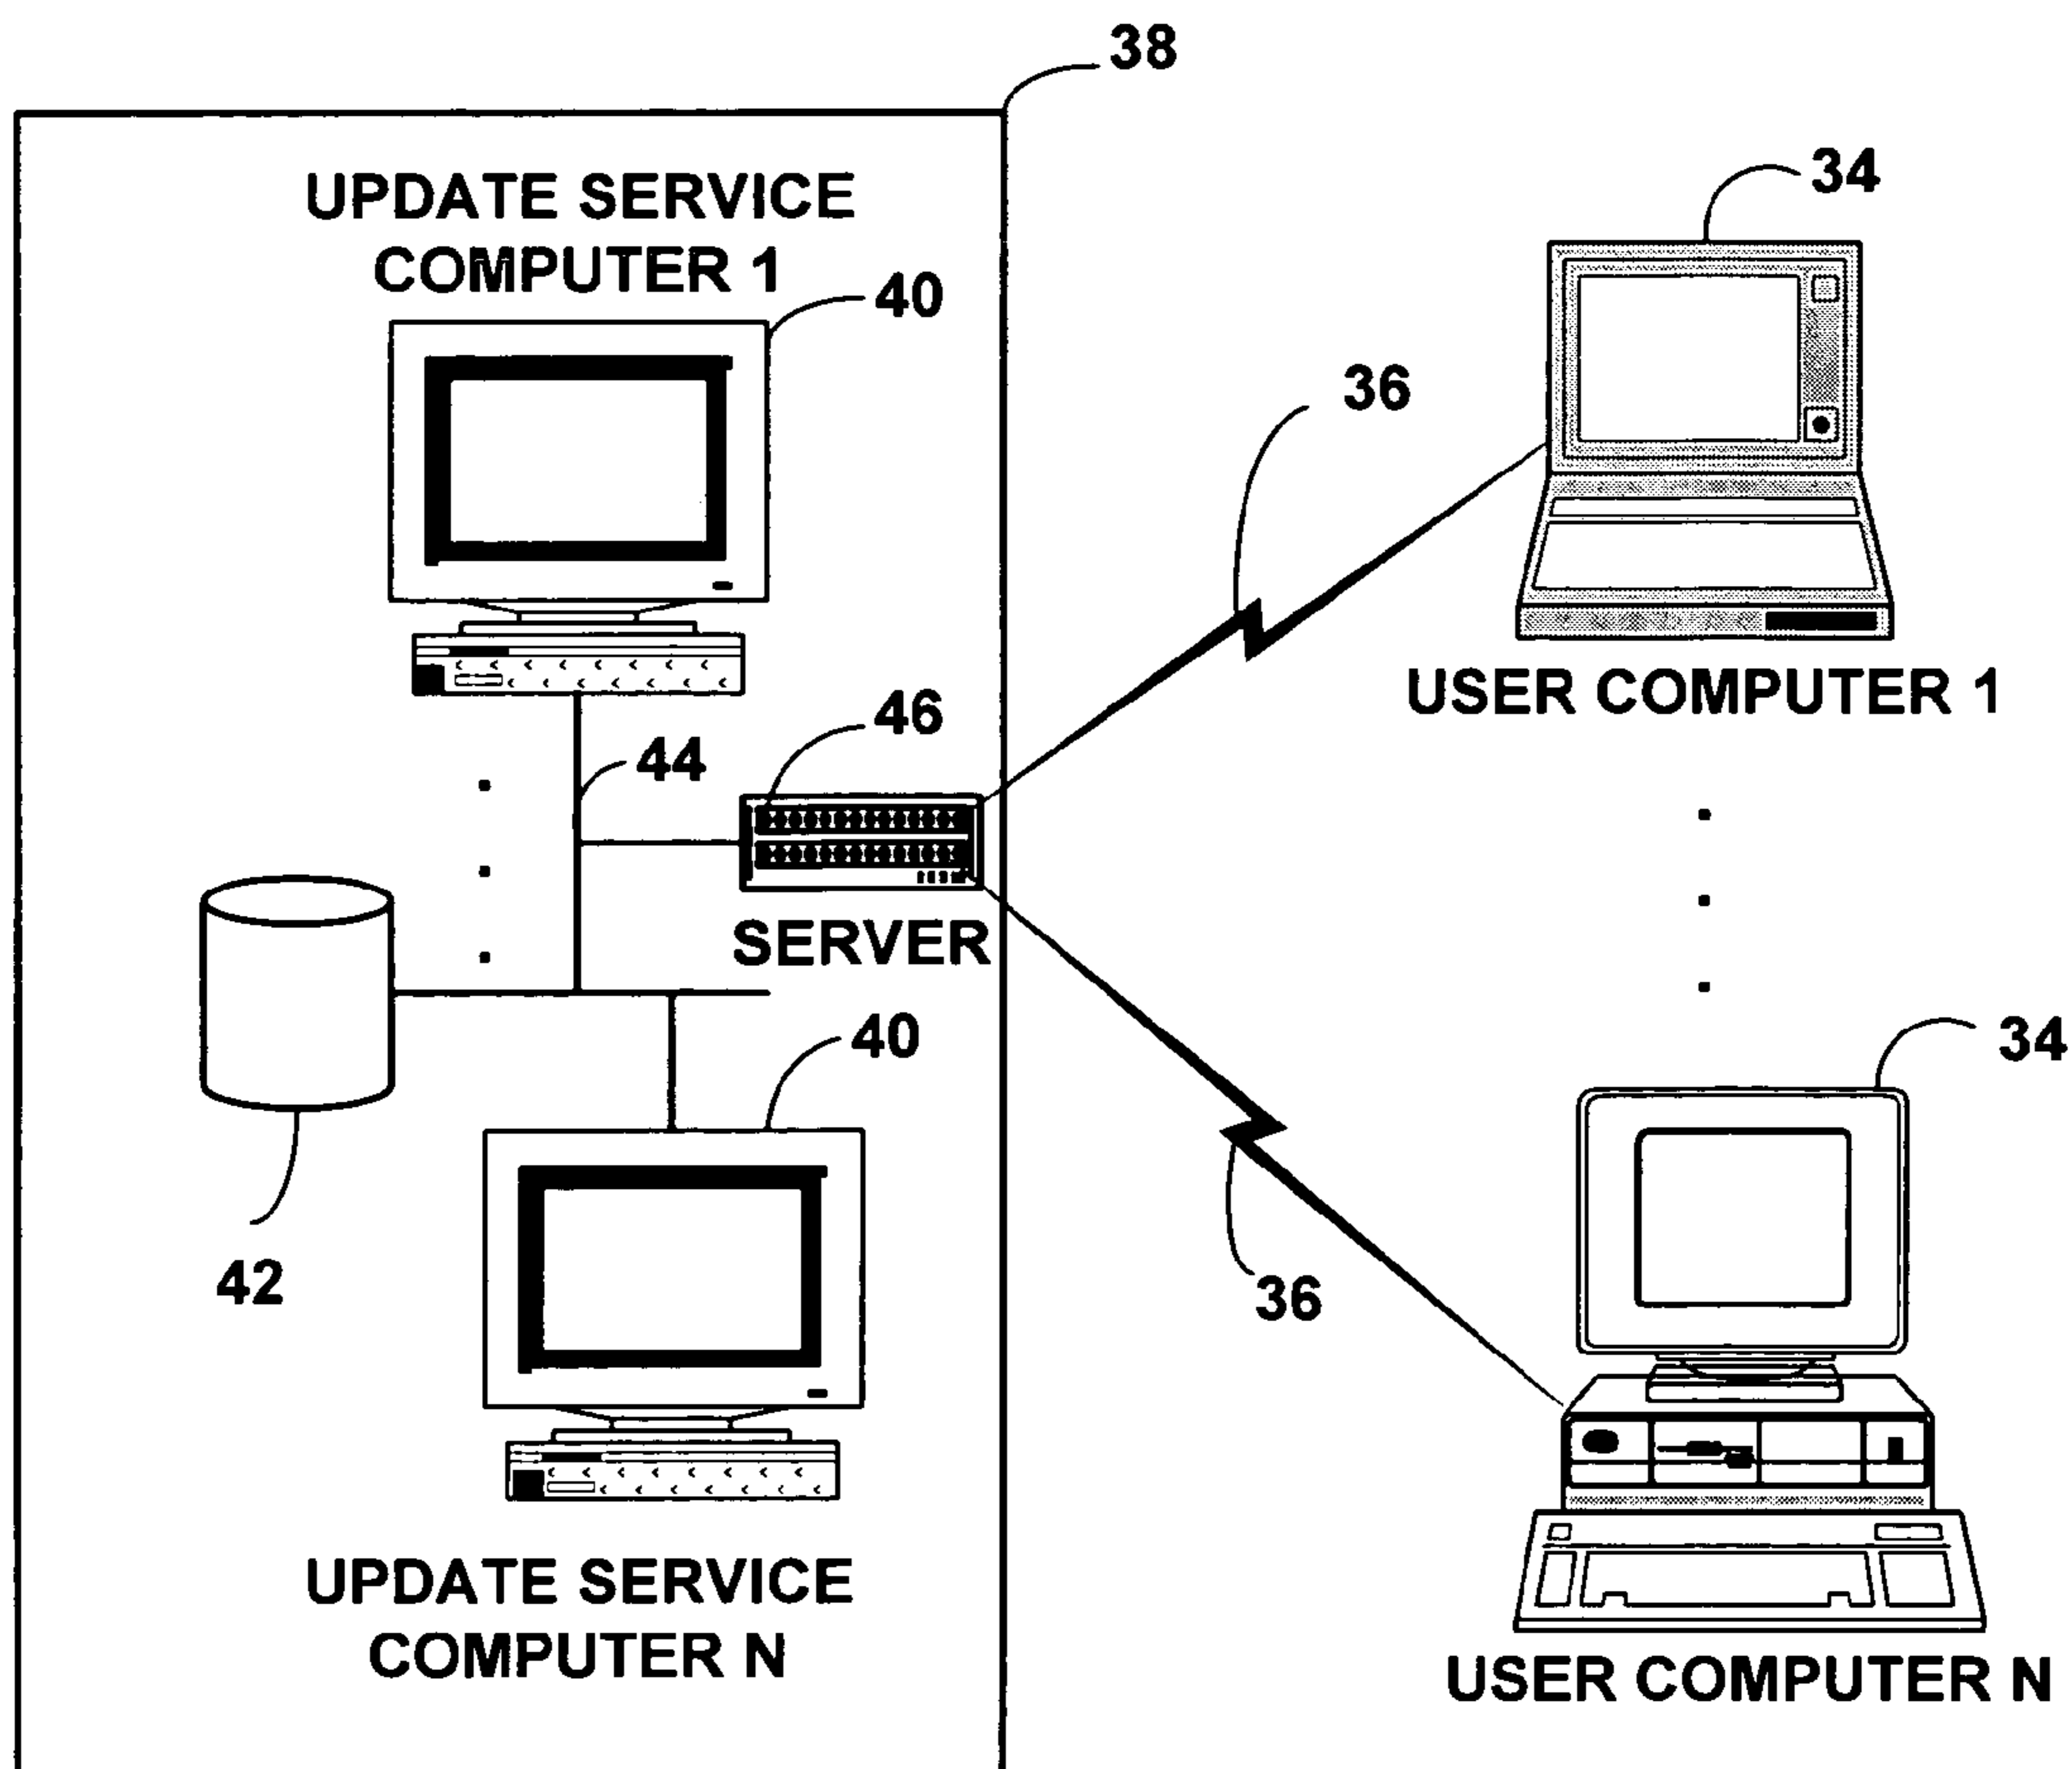 38
UPDATE SERVICE
COMPUTER 1
40
34
36
USER COMPUTER 1
46
44
SERVER
40
34
42
36
UPDATE SERVICE
COMPUTER N
USER COMPUTER N